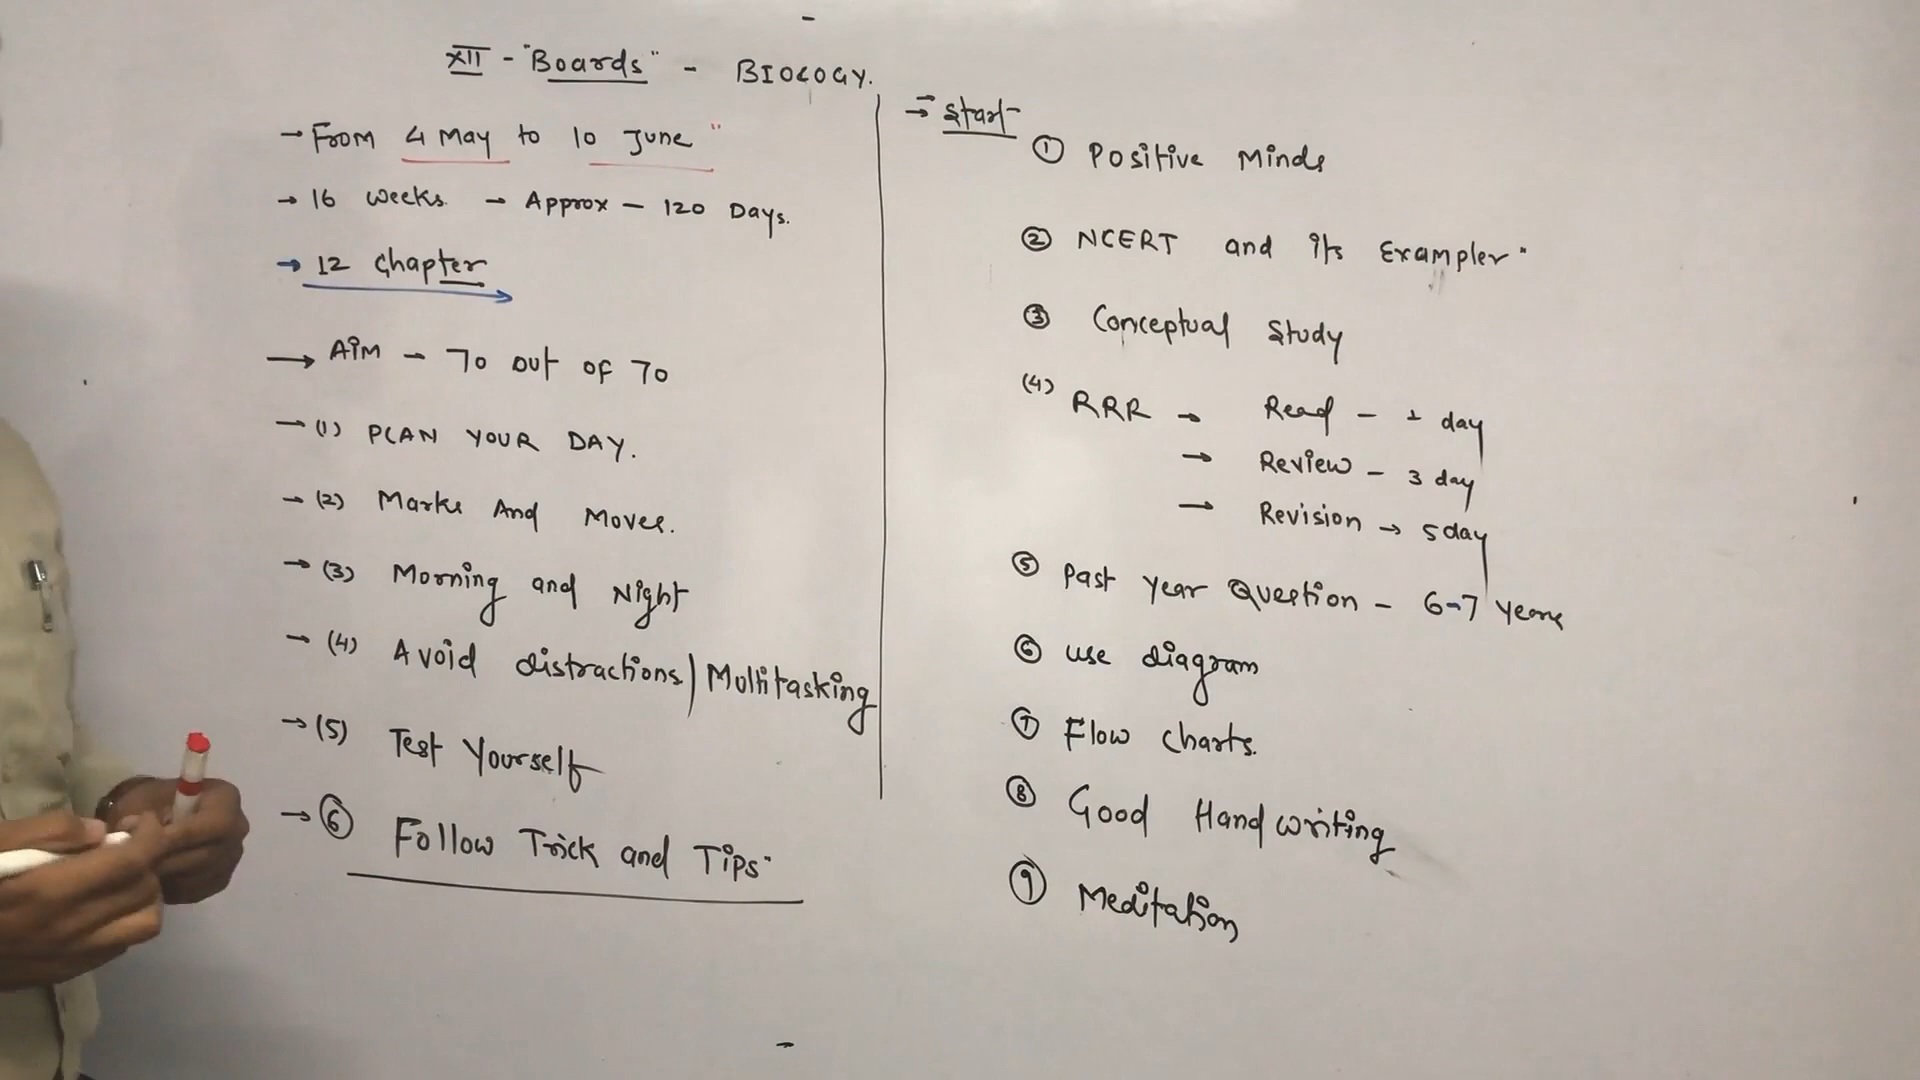 XII - "Boards" - BIOLOGY.
→ From 4 May to 10 June "
→ 16 weeks → Approx - 120 Days.
→ 12 Chapter
→ Aim - 70 out of 70
→ (1) PLAN YOUR DAY.
→ (2) Marks And Moves.
→ (3) Morning and Night
→ (4) Avoid distractions / Multitasking
→ (5) Test Yourself
→ (6) Follow Trick and Tips"
→ Start
(1) Positive Minds
(2) NCERT and its Exampler "
(3) Conceptual Study
(4) RRR → Read - 1 day
→ Review - 3 day
→ Revision → 5 day
(5) Past Year Question - 6-7 years
(6) use diagram
(7) Flow charts.
(8) Good Handwriting
(9) Meditation